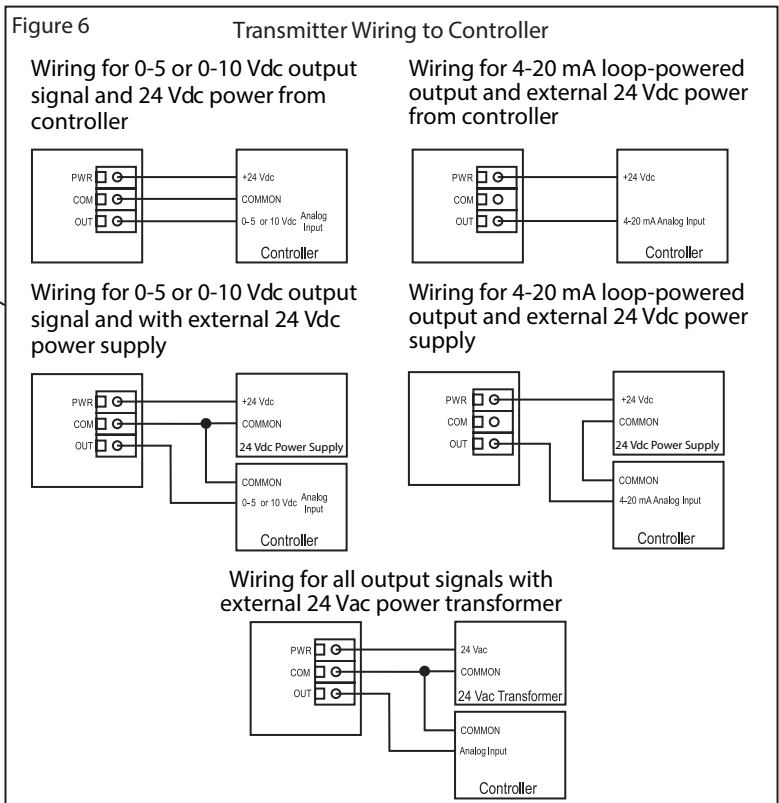 Figure 6
Transmitter Wiring to Controller
Wiring for 0-5 or 0-10 Vdc output
signal and 24 Vdc power from
controller
PWR
COM
OUT
+24 Vdc
COMMON
0-5 or 10 Vdc Analog
Input
Controller
Wiring for 4-20 mA loop-powered
output and external 24 Vdc power
from controller
PWR
COM
OUT
+24 Vdc
4-20 mA Analog Input
Controller
Wiring for 0-5 or 0-10 Vdc output
signal and with external 24 Vdc
power supply
PWR
COM
OUT
+24 Vdc
COMMON
24 Vdc Power Supply
COMMON
0-5 or 10 Vdc Analog
Input
Controller
Wiring for 4-20 mA loop-powered
output and external 24 Vdc power
supply
PWR
COM
OUT
+24 Vdc
COMMON
24 Vdc Power Supply
COMMON
4-20 mA Analog Input
Controller
Wiring for all output signals with
external 24 Vac power transformer
PWR
COM
OUT
24 Vac
COMMON
24 Vac Transformer
COMMON
Analog Input
Controller